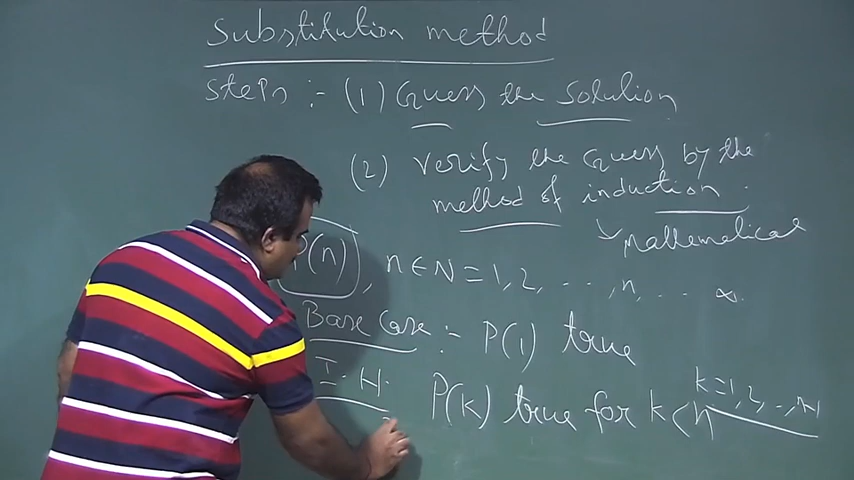 Substitution method
Steps :- (1) Guess the Solution
(2) Verify the Guess by the
method of induction.
Mathematical
P(n), n ∈ N = 1, 2, ..., n, ... ∞.
Base Case :- P(1) true
I. H. P(k) true for k < n
k = 1, 2, .., n-1